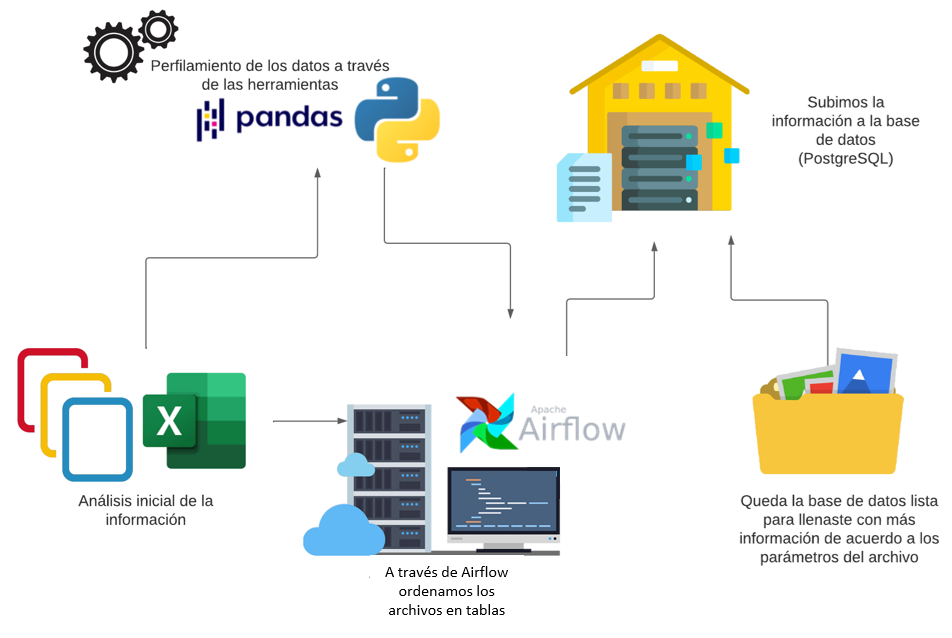 Perfilamiento de los datos a través
de las herramientas
pandas
Subimos la
información a la base
de datos
(PostgreSQL)
X
Análisis inicial de la
información
Apache
Airflow
A través de Airflow
ordenamos los
archivos en tablas
Queda la base de datos lista
para llenaste con más
información de acuerdo a los
parámetros del archivo